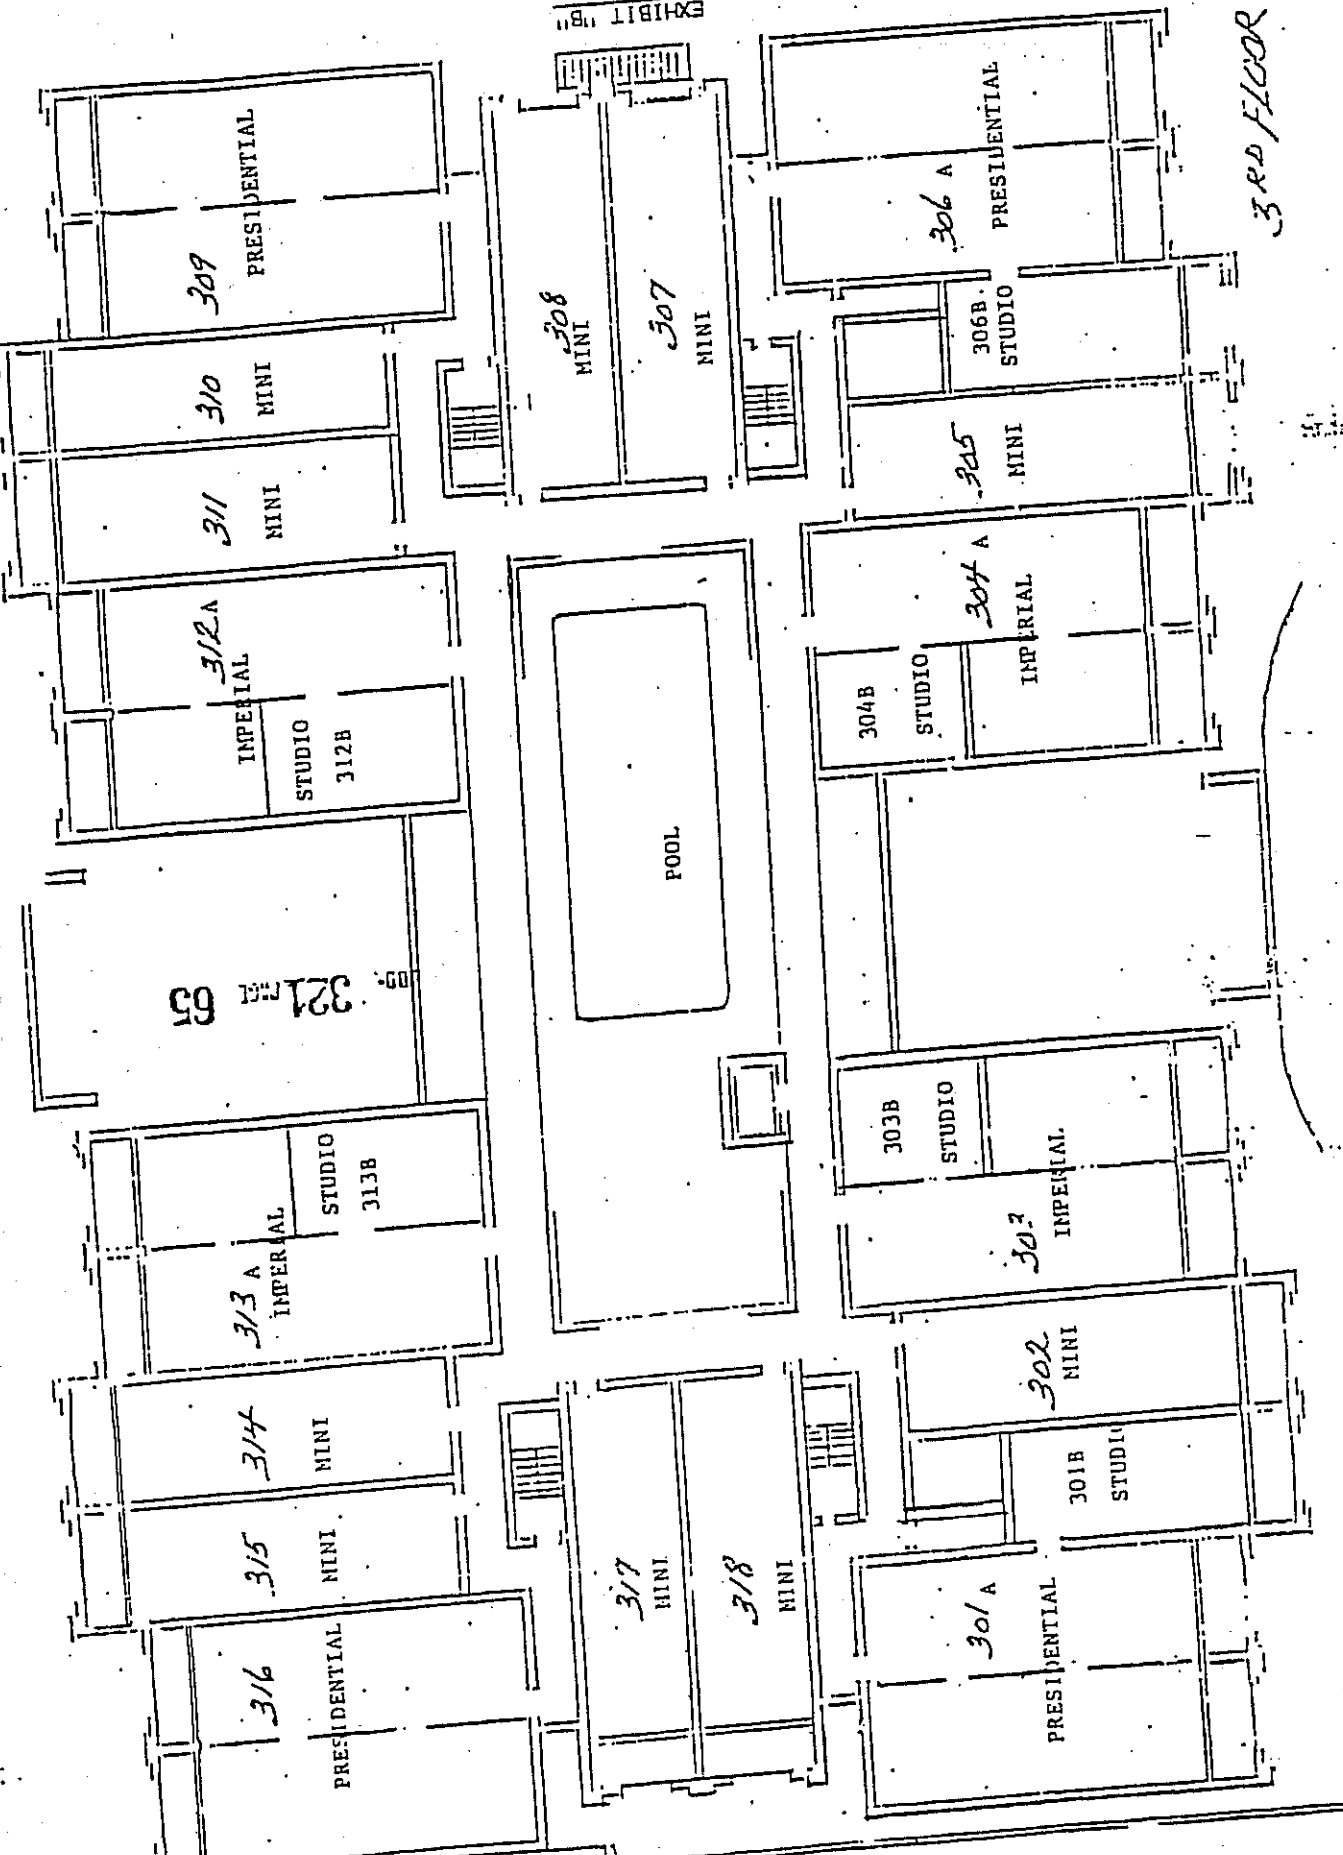 EXHIBIT "B"
3RD FLOOR
309
PRESIDENTIAL
310
MINI
311
MINI
312 A
IMPERIAL
STUDIO
312B
308
MINI
307
MINI
306 A
PRESIDENTIAL
306B
STUDIO
305
MINI
304 A
IMPERIAL
304B
STUDIO
POOL
321 PAGE 65
313 A
IMPERIAL
STUDIO
313B
314
MINI
315
MINI
316
PRESIDENTIAL
317
MINI
318
MINI
303B
STUDIO
303
IMPERIAL
302
MINI
301B
STUDIO
301 A
PRESIDENTIAL